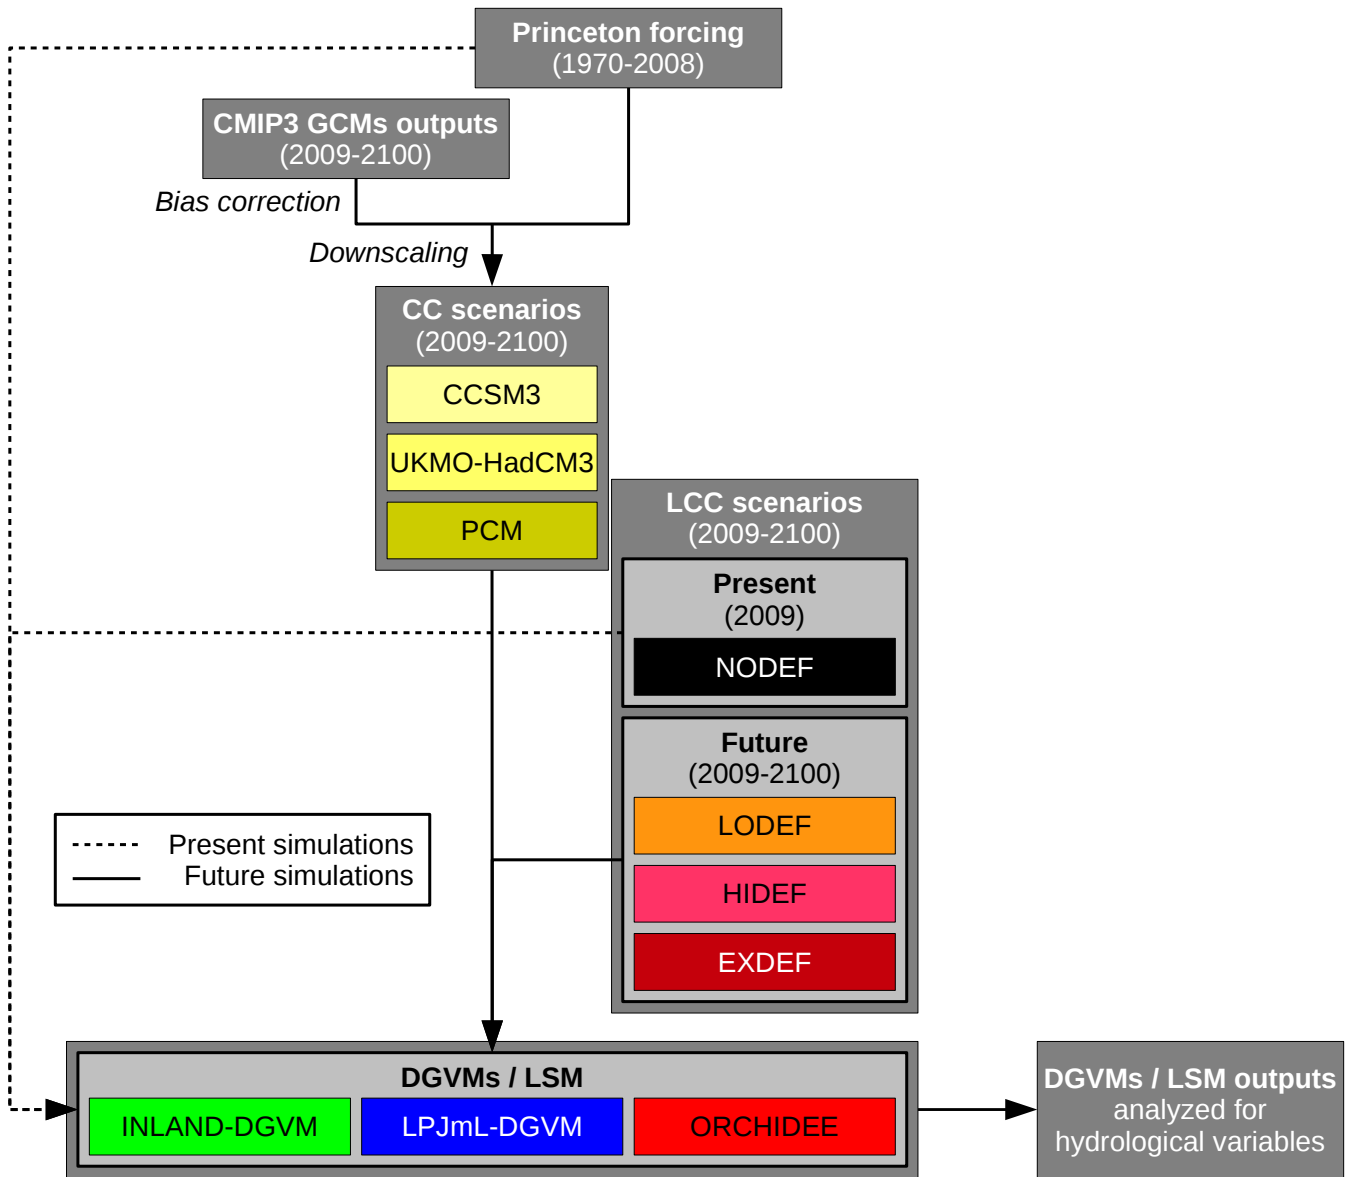 Princeton forcing
(1970-2008)
CMIP3 GCMs outputs
(2009-2100)
Bias correction
Downscaling
CC scenarios
(2009-2100)
CCSM3
UKMO-HadCM3
PCM
LCC scenarios
(2009-2100)
Present
(2009)
NODEF
Future
(2009-2100)
LODEF
HIDEF
EXDEF
Present simulations
Future simulations
DGVMs / LSM
INLAND-DGVM
LPJmL-DGVM
ORCHIDEE
DGVMs / LSM outputs
analyzed for
hydrological variables